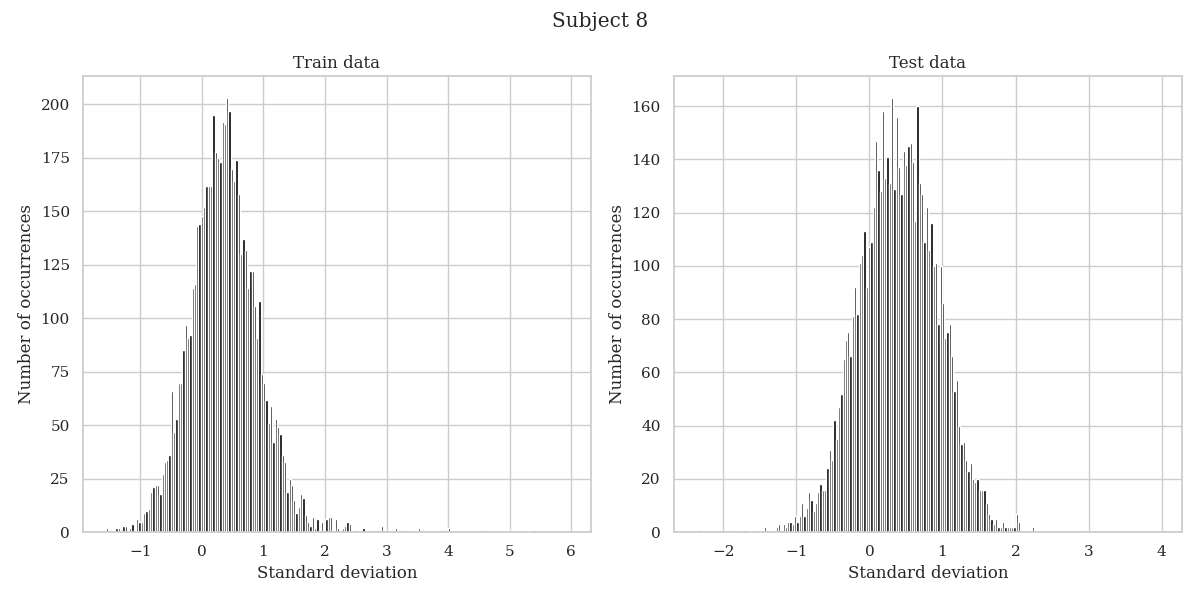 Subject 8
Train data
Number of occurrences
200
175
150
125
100
75
50
25
0
−1 0 1 2 3 4 5 6
Standard deviation
Test data
Number of occurrences
160
140
120
100
80
60
40
20
0
−2 −1 0 1 2 3 4
Standard deviation